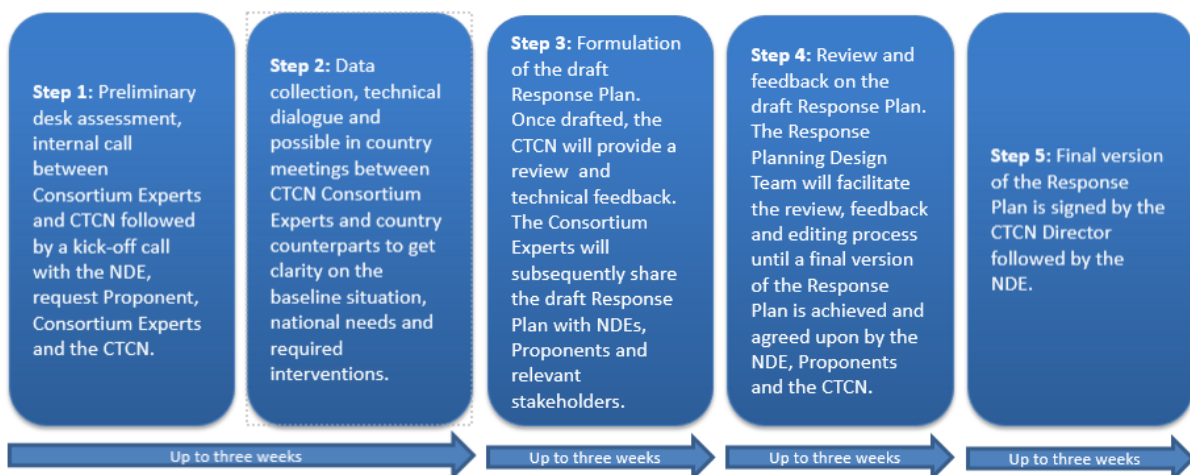 Step 1: Preliminary
desk assessment,
internal call
between
Consortium Experts
and CTCN followed
by a kick-off call
with the NDE,
request Proponent,
Consortium Experts
and the CTCN.
Step 2: Data
collection, technical
dialogue and
possible in country
meetings between
CTCN Consortium
Experts and country
counterparts to get
clarity on the
baseline situation,
national needs and
required
interventions.
Step 3: Formulation
of the draft
Response Plan.
Once drafted, the
CTCN will provide a
review and
technical feedback.
The Consortium
Experts will
subsequently share
the draft Response
Plan with NDEs,
Proponents and
relevant
stakeholders.
Step 4: Review and
feedback on the
draft Response Plan.
The Response
Planning Design
Team will facilitate
the review, feedback
and editing process
until a final version
of the Response
Plan is achieved and
agreed upon by the
NDE, Proponents
and the CTCN.
Step 5: Final version
of the Response
Plan is signed by the
CTCN Director
followed by the
NDE.
Up to three weeks
Up to three weeks
Up to three weeks
Up to three weeks